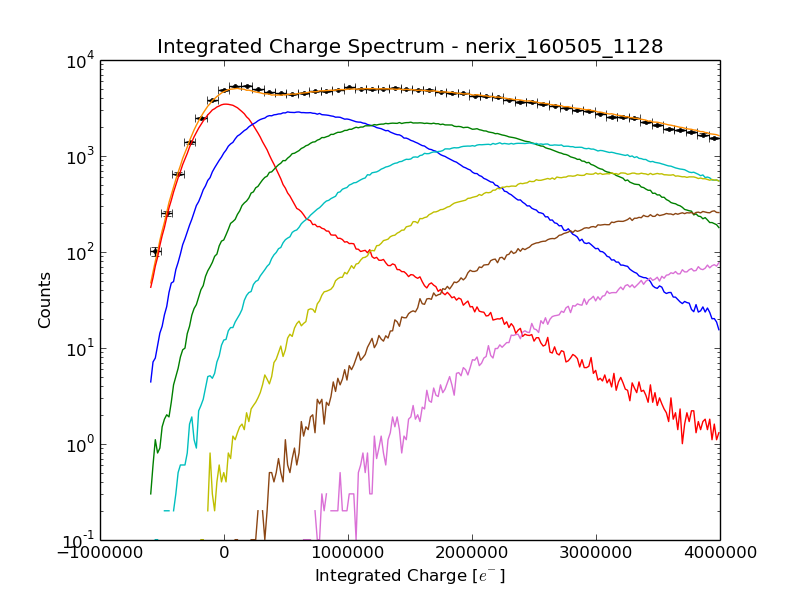 Integrated Charge Spectrum - nerix_160505_1128
10^4
10^3
10^2
10^1
10^0
10^-1
Counts
−1000000 0 1000000 2000000 3000000 4000000
Integrated Charge [e^-]